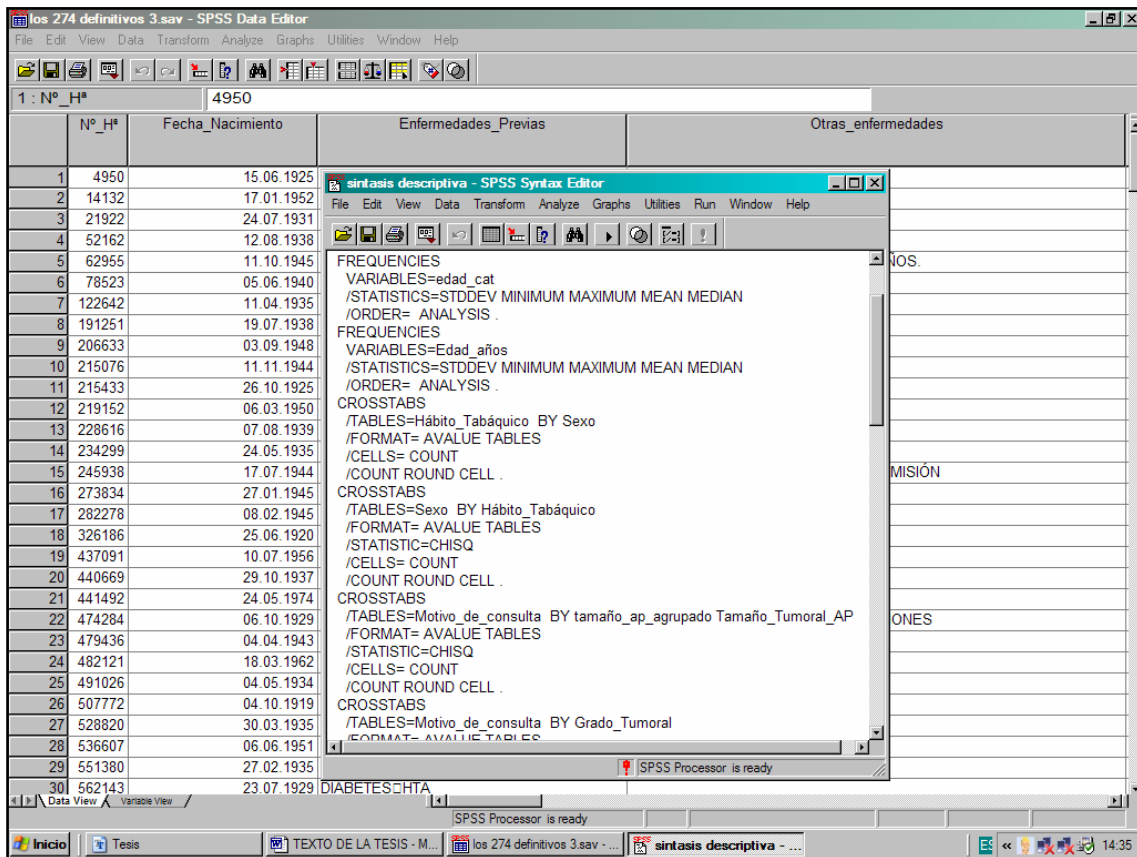 los 274 definitivos 3.sav - SPSS Data Editor
File Edit View Data Transform Analyze Graphs Utilities Window Help
1 : Nº_Hª 4950
Nº_Hª Fecha_Nacimiento Enfermedades_Previas Otras_enfermedades
1 4950 15.06.1925
2 14132 17.01.1952
3 21922 24.07.1931
4 52162 12.08.1938
5 62955 11.10.1945 ÑOS.
6 78523 05.06.1940
7 122642 11.04.1935
8 191251 19.07.1938
9 206633 03.09.1948
10 215076 11.11.1944
11 215433 26.10.1925
12 219152 06.03.1950
13 228616 07.08.1939
14 234299 24.05.1935
15 245938 17.07.1944 MISIÓN
16 273834 27.01.1945
17 282278 08.02.1945
18 326186 25.06.1920
19 437091 10.07.1956
20 440669 29.10.1937
21 441492 24.05.1974
22 474284 06.10.1929 ONES
23 479436 04.04.1943
24 482121 18.03.1962
25 491026 04.05.1934
26 507772 04.10.1919
27 528820 30.03.1935
28 536607 06.06.1951
29 551380 27.02.1935
30 562143 23.07.1929 DIABETES□HTA
sintasis descriptiva - SPSS Syntax Editor
File Edit View Data Transform Analyze Graphs Utilities Run Window Help
FREQUENCIES
VARIABLES=edad_cat
/STATISTICS=STDDEV MINIMUM MAXIMUM MEAN MEDIAN
/ORDER= ANALYSIS .
FREQUENCIES
VARIABLES=Edad_años
/STATISTICS=STDDEV MINIMUM MAXIMUM MEAN MEDIAN
/ORDER= ANALYSIS .
CROSSTABS
/TABLES=Hábito_Tabáquico BY Sexo
/FORMAT= AVALUE TABLES
/CELLS= COUNT
/COUNT ROUND CELL .
CROSSTABS
/TABLES=Sexo BY Hábito_Tabáquico
/FORMAT= AVALUE TABLES
/STATISTIC=CHISQ
/CELLS= COUNT
/COUNT ROUND CELL .
CROSSTABS
/TABLES=Motivo_de_consulta BY tamaño_ap_agrupado Tamaño_Tumoral_AP
/FORMAT= AVALUE TABLES
/STATISTIC=CHISQ
/CELLS= COUNT
/COUNT ROUND CELL .
CROSSTABS
/TABLES=Motivo_de_consulta BY Grado_Tumoral
/FORMAT= AVALUE TABLES
SPSS Processor is ready
Data View Variable View
SPSS Processor is ready
Inicio Tesis TEXTO DE LA TESIS - M... los 274 definitivos 3.sav - ... sintasis descriptiva - ... ES « 14:35